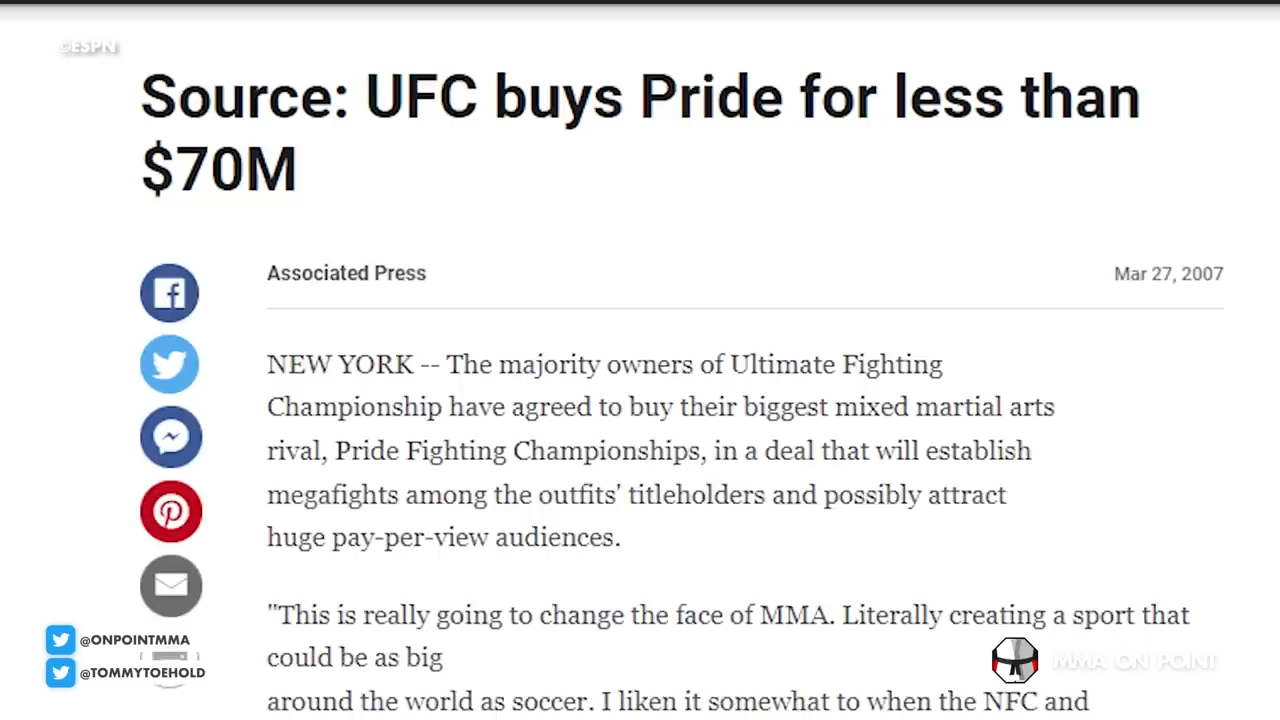 ©ESPN
Source: UFC buys Pride for less than
$70M
Associated Press
Mar 27, 2007
NEW YORK -- The majority owners of Ultimate Fighting
Championship have agreed to buy their biggest mixed martial arts
rival, Pride Fighting Championships, in a deal that will establish
megafights among the outfits' titleholders and possibly attract
huge pay-per-view audiences.
"This is really going to change the face of MMA. Literally creating a sport that
could be as big
around the world as soccer. I liken it somewhat to when the NFC and
@ONPOINTMMA
@TOMMYTOEHOLD
MMA ON POINT